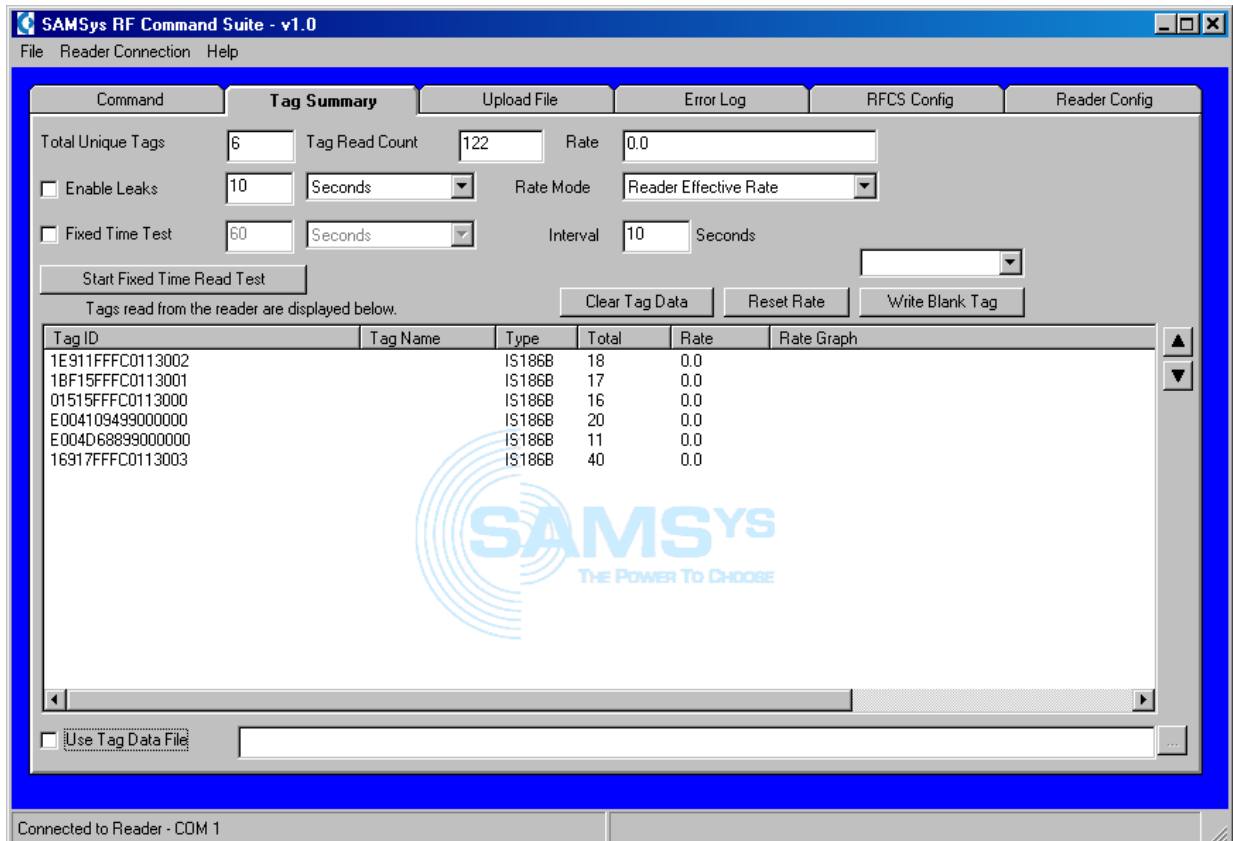 SAMSys RF Command Suite - v1.0
File Reader Connection Help
Command Tag Summary Upload File Error Log RFCS Config Reader Config
Total Unique Tags 6 Tag Read Count 122 Rate 0.0
Enable Leaks 10 Seconds Rate Mode Reader Effective Rate
Fixed Time Test 60 Seconds Interval 10 Seconds
Start Fixed Time Read Test
Tags read from the reader are displayed below. Clear Tag Data Reset Rate Write Blank Tag
Tag ID Tag Name Type Total Rate Rate Graph
1E911FFFC0113002 IS186B 18 0.0
1BF15FFFC0113001 IS186B 17 0.0
01515FFFC0113000 IS186B 16 0.0
E004109499000000 IS186B 20 0.0
E004D68899000000 IS186B 11 0.0
16917FFFC0113003 IS186B 40 0.0
SAMSYS
THE POWER TO CHOOSE
Use Tag Data File ...
Connected to Reader - COM 1